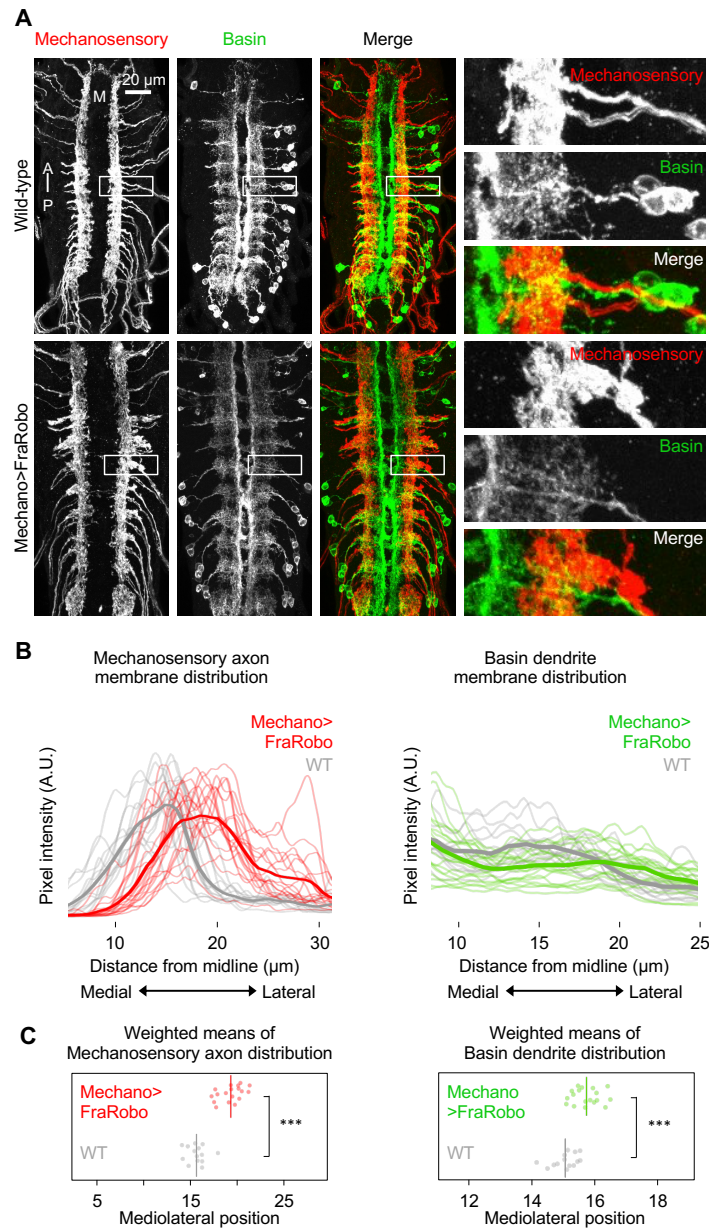 A
Mechanosensory
Basin
Merge
20 µm
M
A
P
Wild-type
Mechanosensory
Basin
Merge
Mechano>FraRobo
Mechanosensory
Basin
Merge
B
Mechanosensory axon
membrane distribution
Pixel intensity (A.U.)
Mechano>
FraRobo
WT
10
20
30
Distance from midline (µm)
Medial
Lateral
Basin dendrite
membrane distribution
Pixel intensity (A.U.)
Mechano>
FraRobo
WT
10
15
20
25
Distance from midline (µm)
Medial
Lateral
C
Weighted means of
Mechanosensory axon distribution
Mechano>
FraRobo
***
WT
5
15
25
Mediolateral position
Weighted means of
Basin dendrite distribution
Mechano
>FraRobo
***
WT
12
14
16
18
Mediolateral position